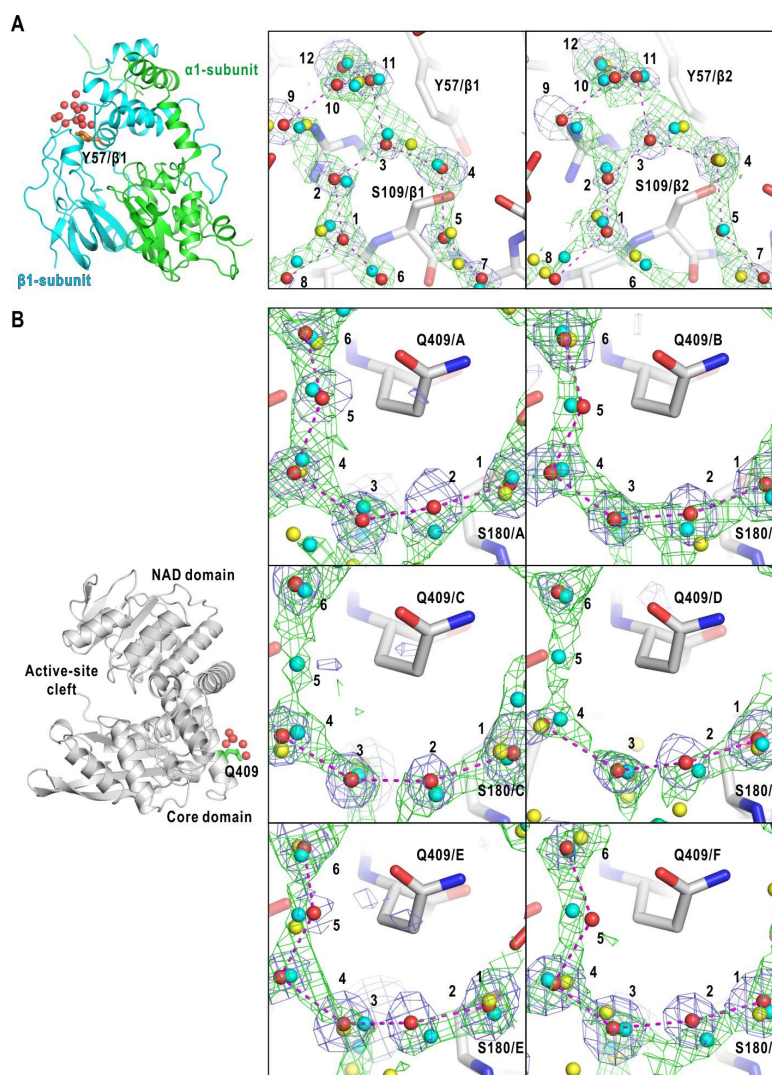 A
α1-subunit
Y57/β1
β1-subunit
12
11
Y57/β1
9
10
3
4
2
S109/β1
1
5
7
8
6
12
11
Y57/β2
10
9
3
4
2
S109/β2
1
5
8
7
6
B
NAD domain
Active-site
cleft
Q409
Core domain
6
Q409/A
5
4
3
2
1
S180/A
6
Q409/B
5
4
3
2
1
S180/
6
Q409/C
5
4
3
2
1
S180/C
6
Q409/D
5
4
3
2
1
S180/
6
Q409/E
5
4
3
2
1
S180/E
6
Q409/F
5
4
3
2
1
S180/